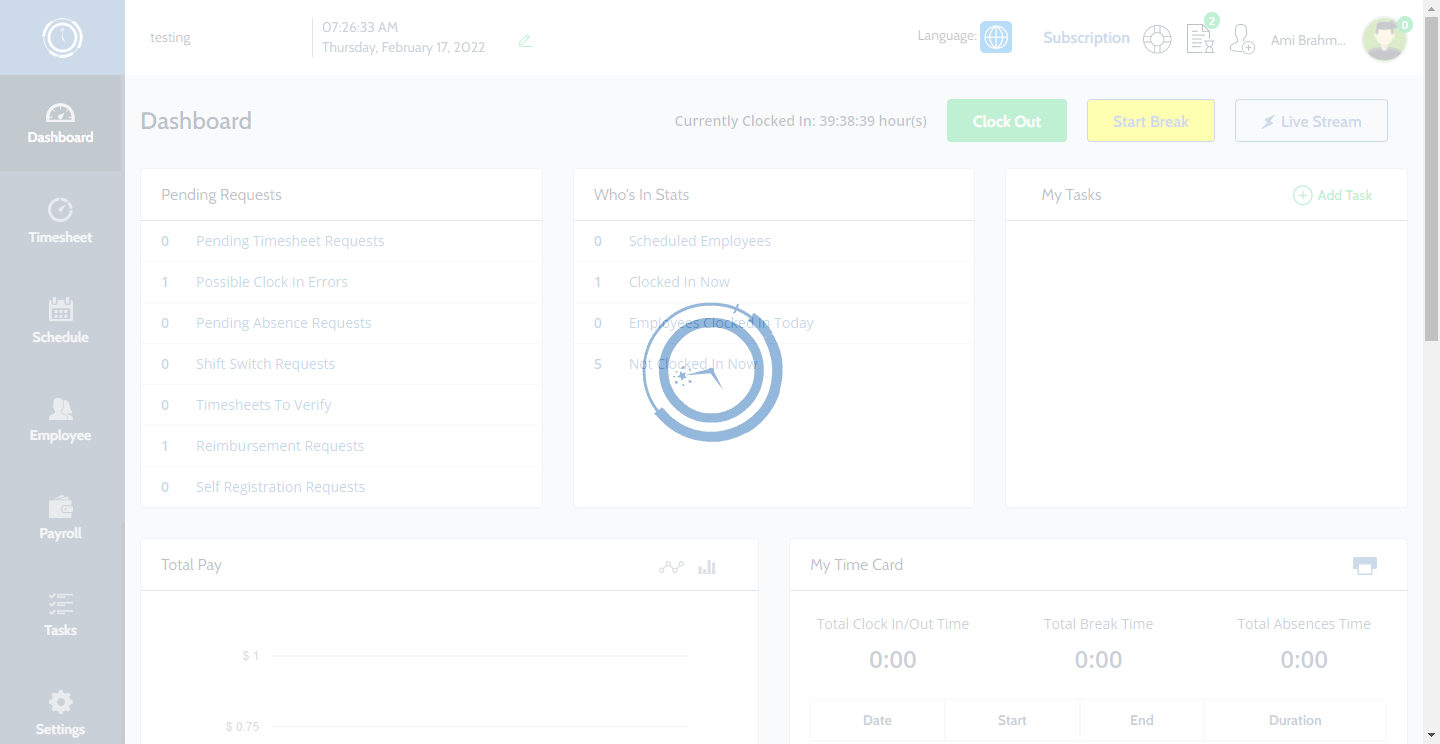 testing
07:26:33 AM
Thursday, February 17, 2022
Language:
Subscription
2
Ami Brahm...
0
Dashboard
Timesheet
Schedule
Employee
Payroll
Tasks
Settings
Dashboard
Currently Clocked In: 39:38:39 hour(s)
Clock Out
Start Break
Live Stream
Pending Requests
0 Pending Timesheet Requests
1 Possible Clock In Errors
0 Pending Absence Requests
0 Shift Switch Requests
0 Timesheets To Verify
1 Reimbursement Requests
0 Self Registration Requests
Who's In Stats
0 Scheduled Employees
1 Clocked In Now
0 Employees Clocked In Today
5 Not Clocked In Now
My Tasks
Add Task
Total Pay
$ 1
$ 0.75
My Time Card
Total Clock In/Out Time Total Break Time Total Absences Time
0:00 0:00 0:00
Date Start End Duration